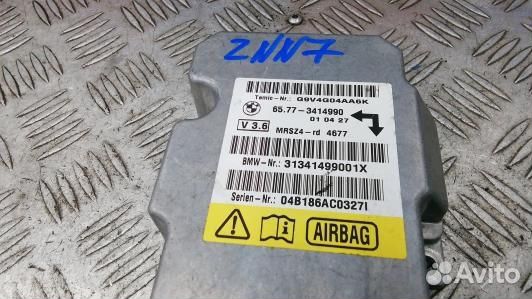 ZNN7
Temic-Nr.: G9V4G04AA6K
65.77-3414990
01 04 27
V 3.6
MRSZ4-rd 4677
BMW-Nr.: 31341499001X
Serien-Nr.: 04B186AC0327I
AIRBAG
Avito